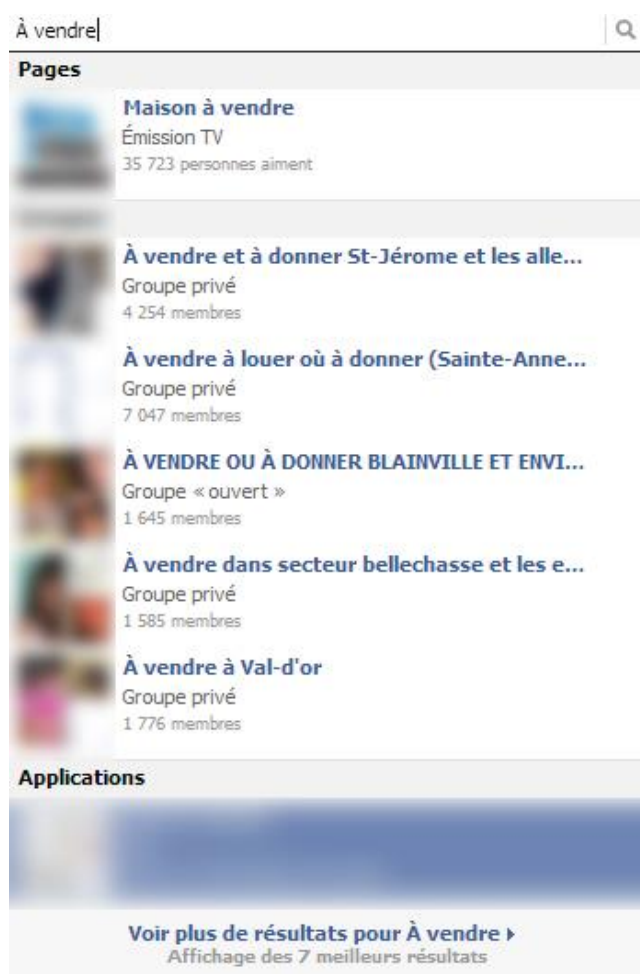 À vendre
Pages
Maison à vendre
Émission TV
35 723 personnes aiment
À vendre et à donner St-Jérome et les alle...
Groupe privé
4 254 membres
À vendre à louer où à donner (Sainte-Anne...
Groupe privé
7 047 membres
À VENDRE OU À DONNER BLAINVILLE ET ENVI...
Groupe « ouvert »
1 645 membres
À vendre dans secteur bellechasse et les e...
Groupe privé
1 585 membres
À vendre à Val-d'or
Groupe privé
1 776 membres
Applications
Voir plus de résultats pour À vendre
Affichage des 7 meilleurs résultats